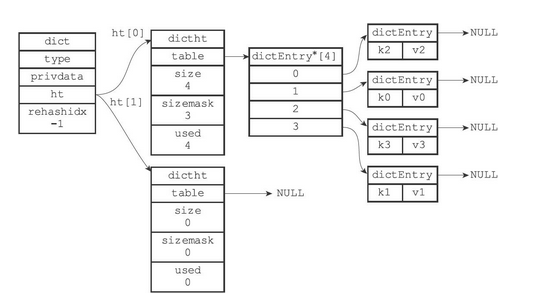 dict
type
privdata
ht
rehashidx
-1
ht[0]
ht[1]
dictht
table
size
4
sizemask
3
used
4
dictht
table
size
0
sizemask
0
used
0
NULL
dictEntry*[4]
0
1
2
3
dictEntry
k2 v2
NULL
dictEntry
k0 v0
NULL
dictEntry
k3 v3
NULL
dictEntry
k1 v1
NULL